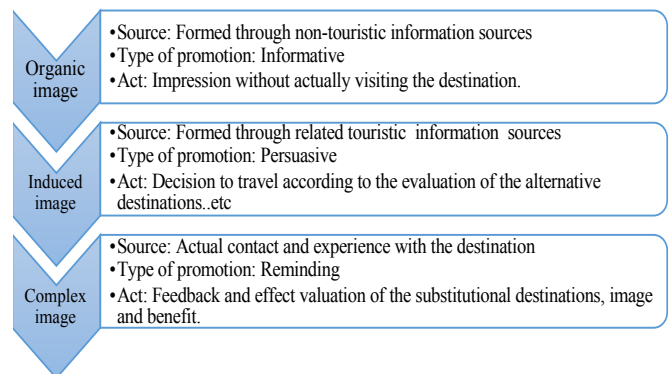 Organic
image
•Source: Formed through non-touristic information sources
•Type of promotion: Informative
•Act: Impression without actually visiting the destination.
Induced
image
•Source: Formed through related touristic information sources
•Type of promotion: Persuasive
•Act: Decision to travel according to the evaluation of the alternative
destinations..etc
Complex
image
•Source: Actual contact and experience with the destination
•Type of promotion: Reminding
•Act: Feedback and effect valuation of the substitutional destinations, image
and benefit.